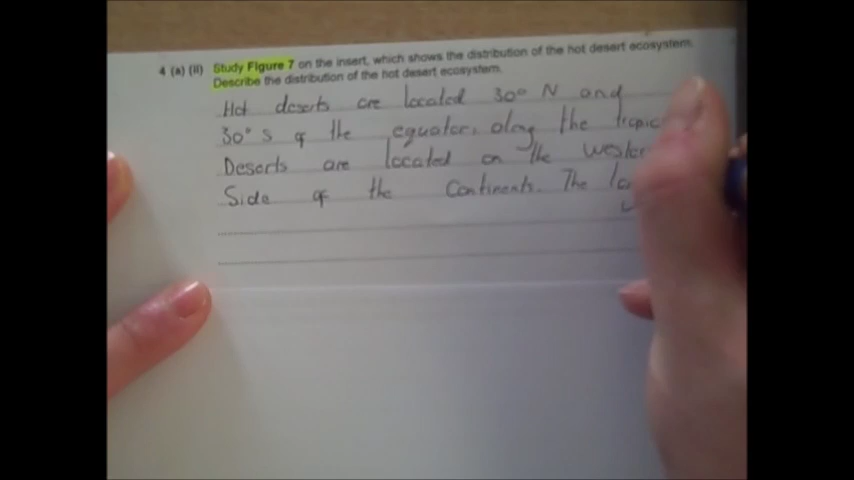 4 (a) (ii) Study Figure 7 on the insert, which shows the distribution of the hot desert ecosystem.
Describe the distribution of the hot desert ecosystem.
Hot deserts are located 30° N and
30° S of the equator, along the
Deserts are located on the
Side of the Continents. The